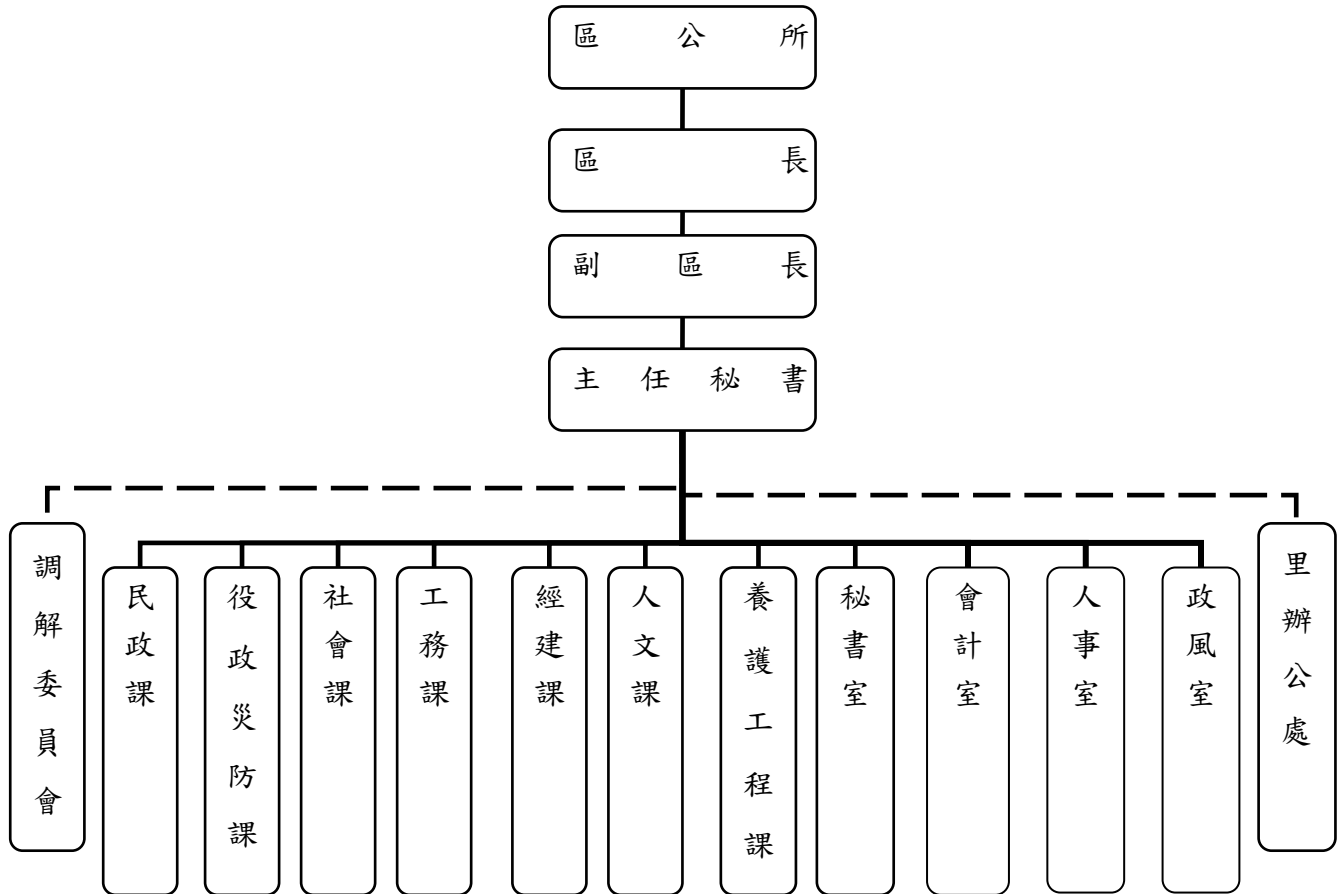 區公所
區長
副區長
主任秘書
調解委員會
民政課
役政災防課
社會課
工務課
經建課
人文課
養護工程課
秘書室
會計室
人事室
政風室
里辦公處